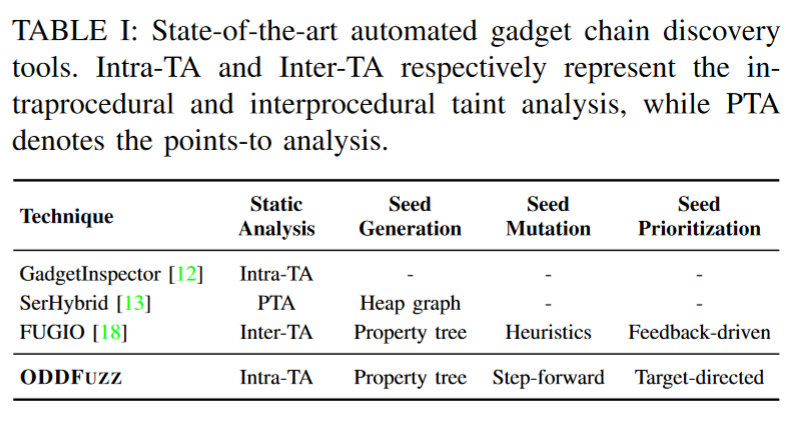 TABLE I: State-of-the-art automated gadget chain discovery
tools. Intra-TA and Inter-TA respectively represent the in-
traprocedural and interprocedural taint analysis, while PTA
denotes the points-to analysis.
Technique Static Analysis Seed Generation Seed Mutation Seed Prioritization
GadgetInspector [12] Intra-TA - - -
SerHybrid [13] PTA Heap graph - -
FUGIO [18] Inter-TA Property tree Heuristics Feedback-driven
ODDFUZZ Intra-TA Property tree Step-forward Target-directed